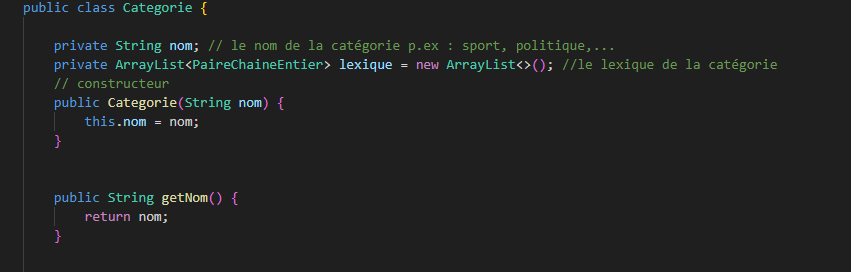 public class Categorie {
private String nom; // le nom de la catégorie p.ex : sport, politique,...
private ArrayList<PaireChaineEntier> lexique = new ArrayList<>(); //le lexique de la catégorie
// constructeur
public Categorie(String nom) {
this.nom = nom;
}
public String getNom() {
return nom;
}